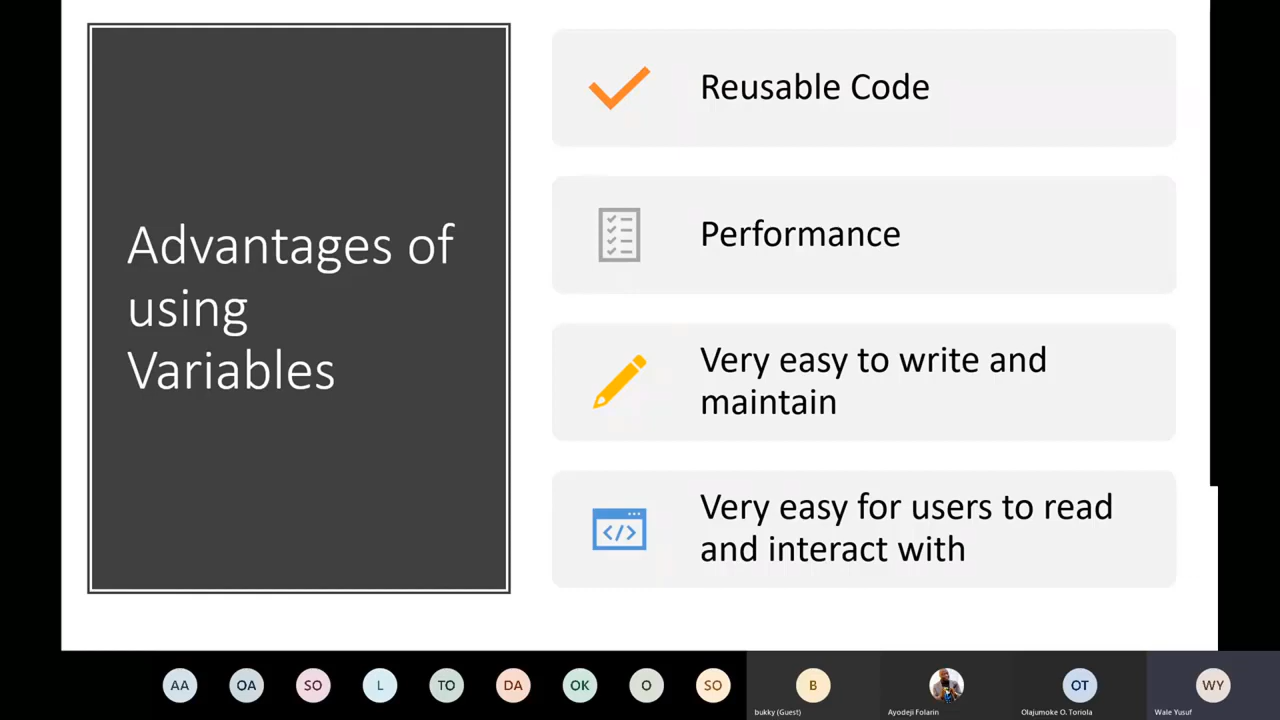 Advantages of
using
Variables
Reusable Code
Performance
Very easy to write and
maintain
Very easy for users to read
and interact with
</>
AA
OA
SO
L
TO
DA
OK
O
SO
B
bukky (Guest)
Ayodeji Folarin
OT
Olajumoke O. Toriola
WY
Wale Yusuf